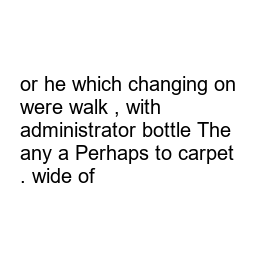 or he which changing on
were walk , with
administrator bottle The
any a Perhaps to carpet
. wide of